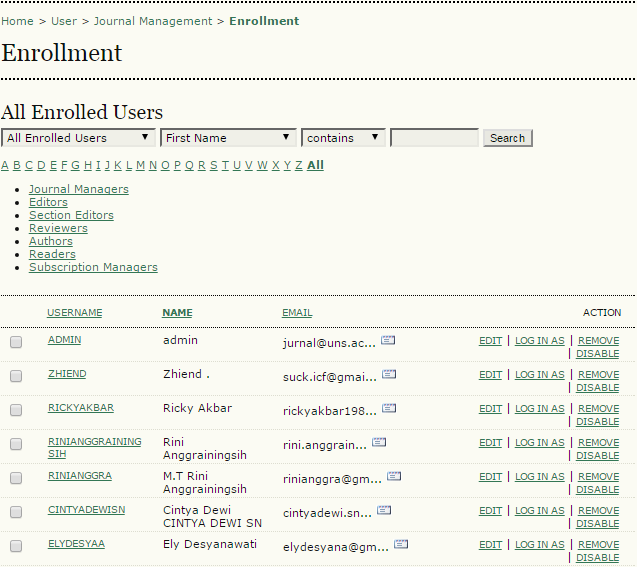 Home > User > Journal Management > Enrollment
Enrollment
All Enrolled Users
All Enrolled Users First Name contains Search
A B C D E F G H I J K L M N O P Q R S T U V W X Y Z All
Journal Managers
Editors
Section Editors
Reviewers
Authors
Readers
Subscription Managers
USERNAME NAME EMAIL ACTION
ADMIN admin jurnal@uns.ac... EDIT | LOG IN AS | REMOVE
| DISABLE
ZHIEND Zhiend . suck.icf@gmai... EDIT | LOG IN AS | REMOVE
| DISABLE
RICKYAKBAR Ricky Akbar rickyakbar198... EDIT | LOG IN AS | REMOVE
| DISABLE
RINIANGGRAINING Rini rini.anggrain... EDIT | LOG IN AS | REMOVE
SIH Anggrainingsih | DISABLE
RINIANGGRA M.T Rini rinianggra@gm... EDIT | LOG IN AS | REMOVE
Anggrainingsih | DISABLE
CINTYADEWISN Cintya Dewi cintyadewi.sn... EDIT | LOG IN AS | REMOVE
CINTYA DEWI SN | DISABLE
ELYDESYAA Ely Desyanawati elydesyana@gm... EDIT | LOG IN AS | REMOVE
| DISABLE